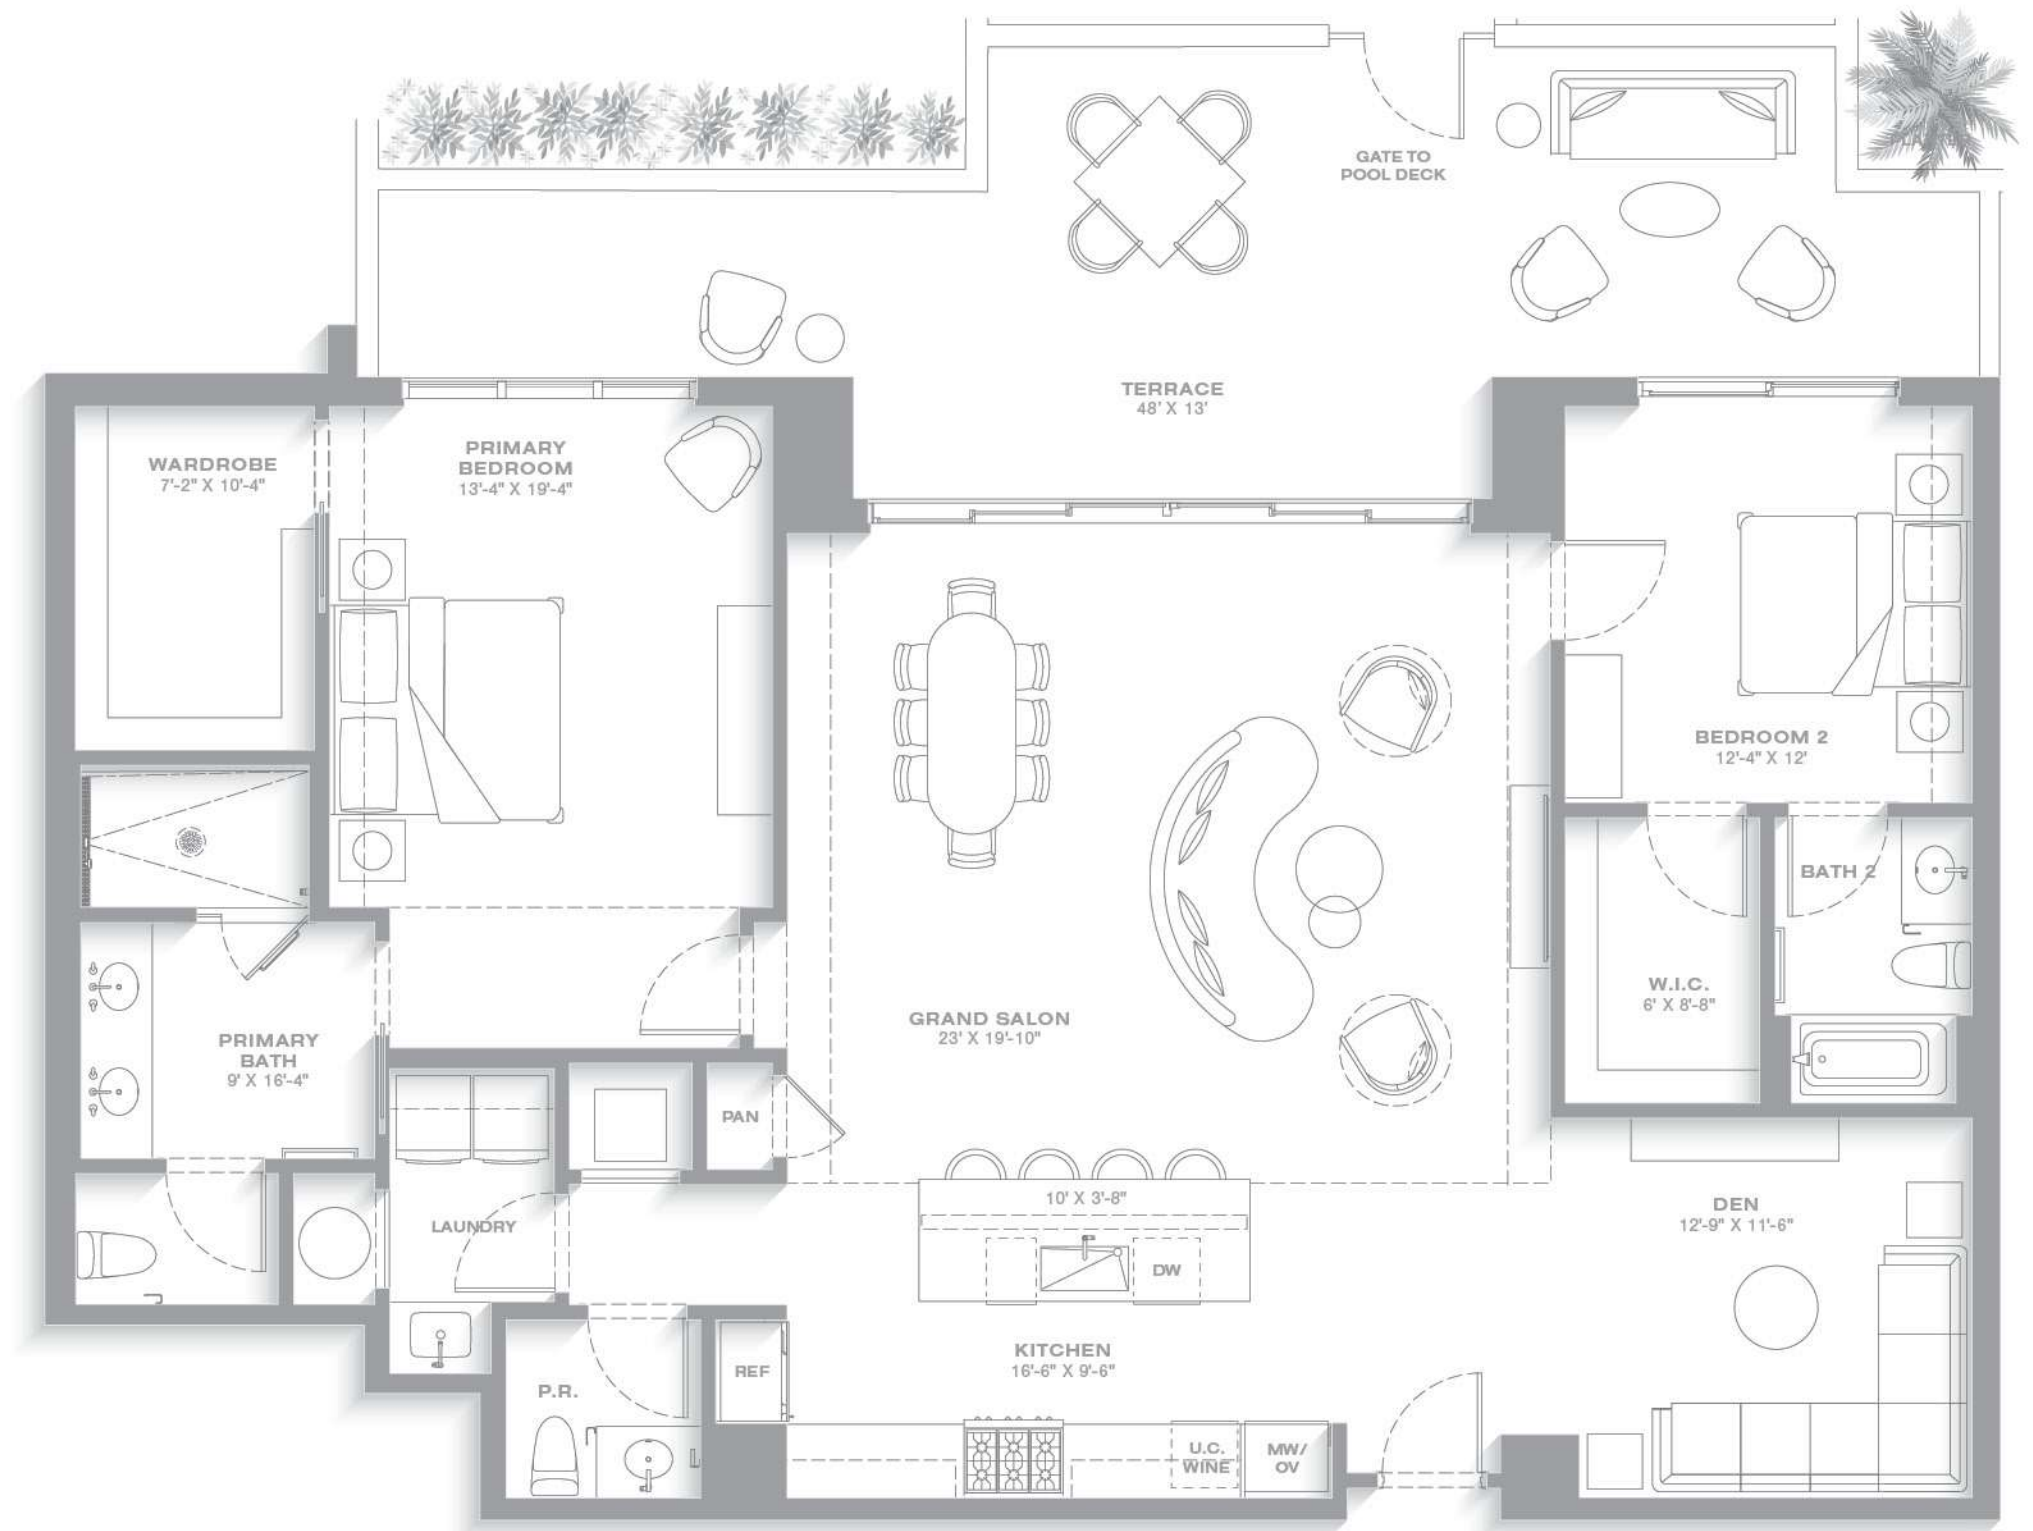 GATE TO
POOL DECK
TERRACE
48' X 13'
WARDROBE
7'-2" X 10'-4"
PRIMARY
BEDROOM
13'-4" X 19'-4"
BEDROOM 2
12'-4" X 12'
BATH 2
W.I.C.
6' X 8'-8"
GRAND SALON
23' X 19'-10"
PRIMARY
BATH
9' X 16'-4"
PAN
LAUNDRY
10' X 3'-8"
DW
DEN
12'-9" X 11'-6"
KITCHEN
16'-6" X 9'-6"
REF
P.R.
U.C.
WINE
MW/
OV